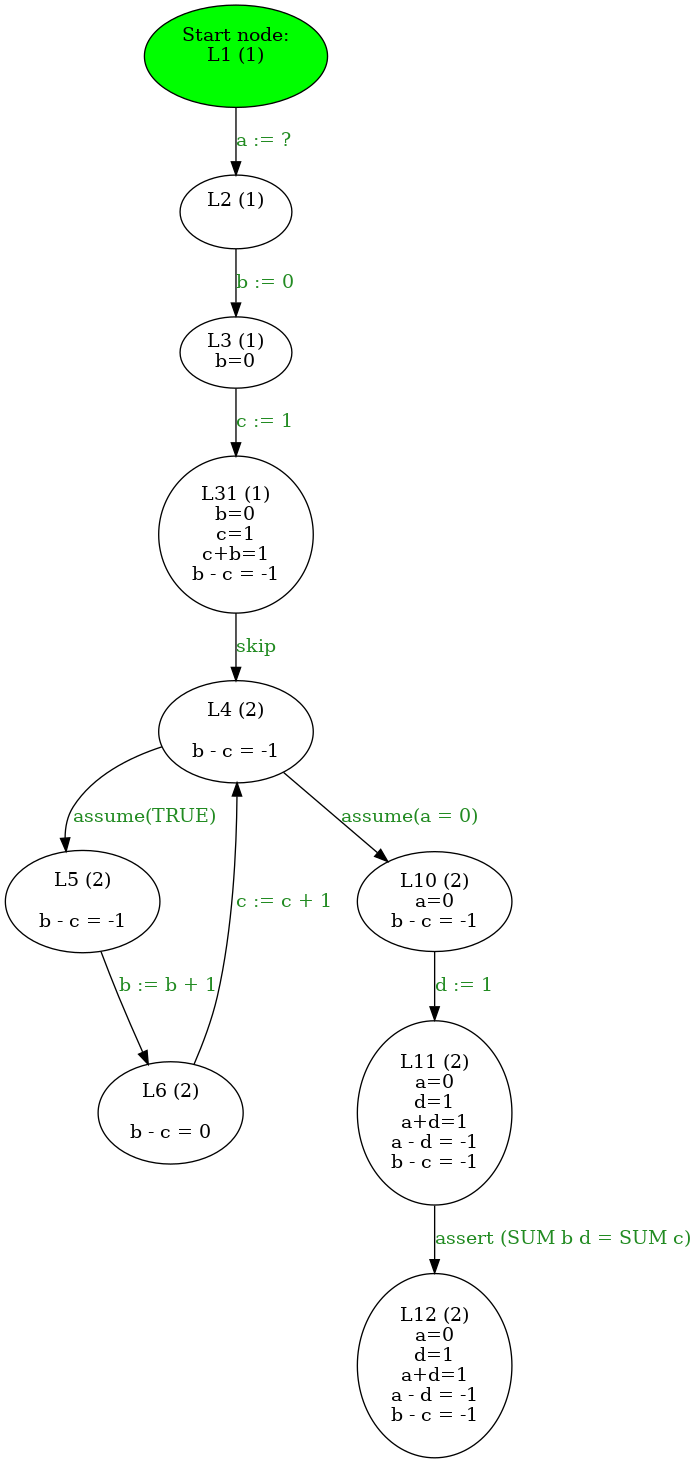 Start node:
L1 (1)
a := ?
L2 (1)
b := 0
L3 (1)
b=0
c := 1
L31 (1)
b=0
c=1
c+b=1
b - c = -1
skip
L4 (2)
b - c = -1
assume(TRUE)
assume(a = 0)
L5 (2)
b - c = -1
c := c + 1
L10 (2)
a=0
b - c = -1
b := b + 1
d := 1
L6 (2)
b - c = 0
L11 (2)
a=0
d=1
a+d=1
a - d = -1
b - c = -1
assert (SUM b d = SUM c)
L12 (2)
a=0
d=1
a+d=1
a - d = -1
b - c = -1